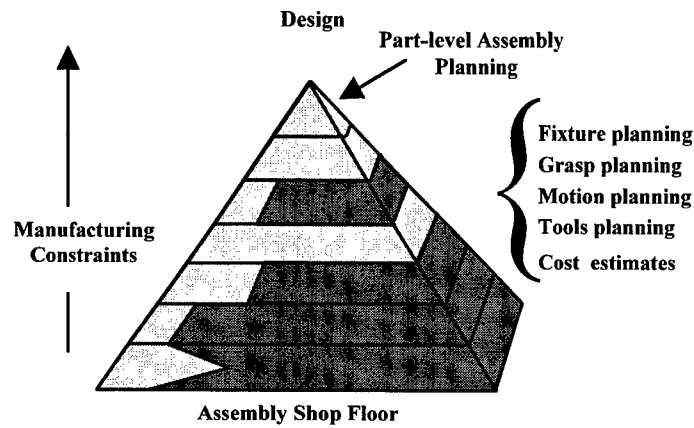 Design
Part-level Assembly
Planning
Fixture planning
Grasp planning
Motion planning
Tools planning
Cost estimates
Manufacturing
Constraints
Assembly Shop Floor